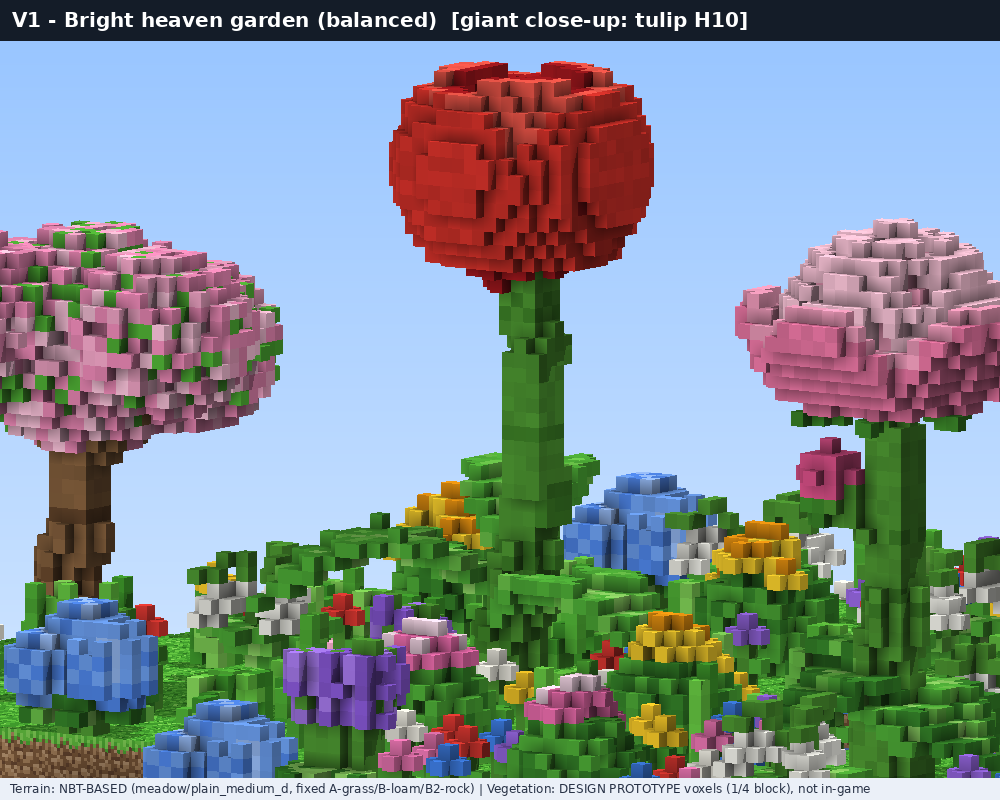 V1 - Bright heaven garden (balanced)  [giant close-up: tulip H10]
Terrain: NBT-BASED (meadow/plain_medium_d, fixed A-grass/B-loam/B2-rock) | Vegetation: DESIGN PROTOTYPE voxels (1/4 block), not in-game